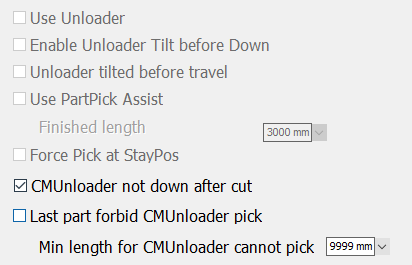 Use Unloader
Enable Unloader Tilt before Down
Unloader tilted before travel
Use PartPick Assist
Finished length 3000 mm
Force Pick at StayPos
CMUnloader not down after cut
Last part forbid CMUnloader pick
Min length for CMUnloader cannot pick 9999 mm